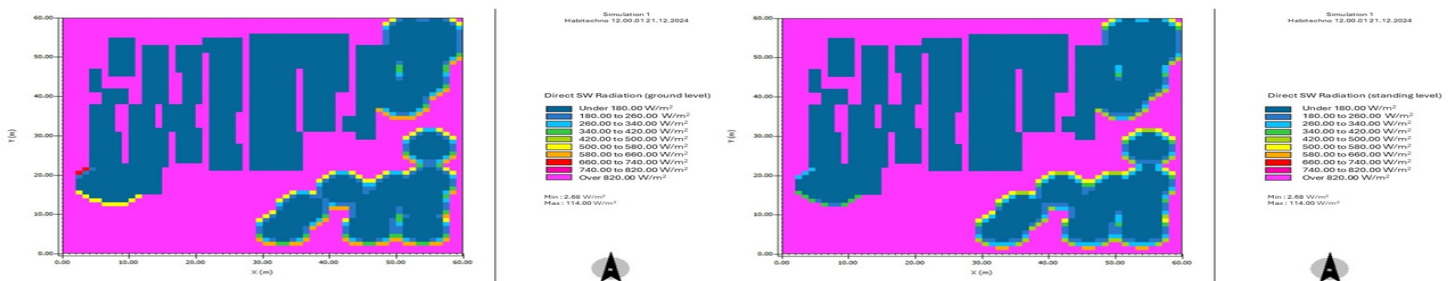 Simulation 1
Habitechno 12.00.01 21.12.2024
Direct SW Radiation (ground level)
Under 180.00 W/m²
180.00 to 260.00 W/m²
260.00 to 340.00 W/m²
340.00 to 420.00 W/m²
420.00 to 500.00 W/m²
500.00 to 580.00 W/m²
580.00 to 660.00 W/m²
660.00 to 740.00 W/m²
740.00 to 820.00 W/m²
Over 820.00 W/m²
Min : 2.68 W/m²
Max : 114.00 W/m²
60.00
50.00
40.00
30.00
20.00
10.00
0.00
Y (m)
0.00 10.00 20.00 30.00 40.00 50.00 60.00
X (m)
Simulation 1
Habitechno 12.00.01 21.12.2024
Direct SW Radiation (standing level)
Under 180.00 W/m²
180.00 to 260.00 W/m²
260.00 to 340.00 W/m²
340.00 to 420.00 W/m²
420.00 to 500.00 W/m²
500.00 to 580.00 W/m²
580.00 to 660.00 W/m²
660.00 to 740.00 W/m²
740.00 to 820.00 W/m²
Over 820.00 W/m²
Min : 2.68 W/m²
Max : 114.00 W/m²
60.00
50.00
40.00
30.00
20.00
10.00
0.00
Y (m)
0.00 10.00 20.00 30.00 40.00 50.00 60.00
X (m)